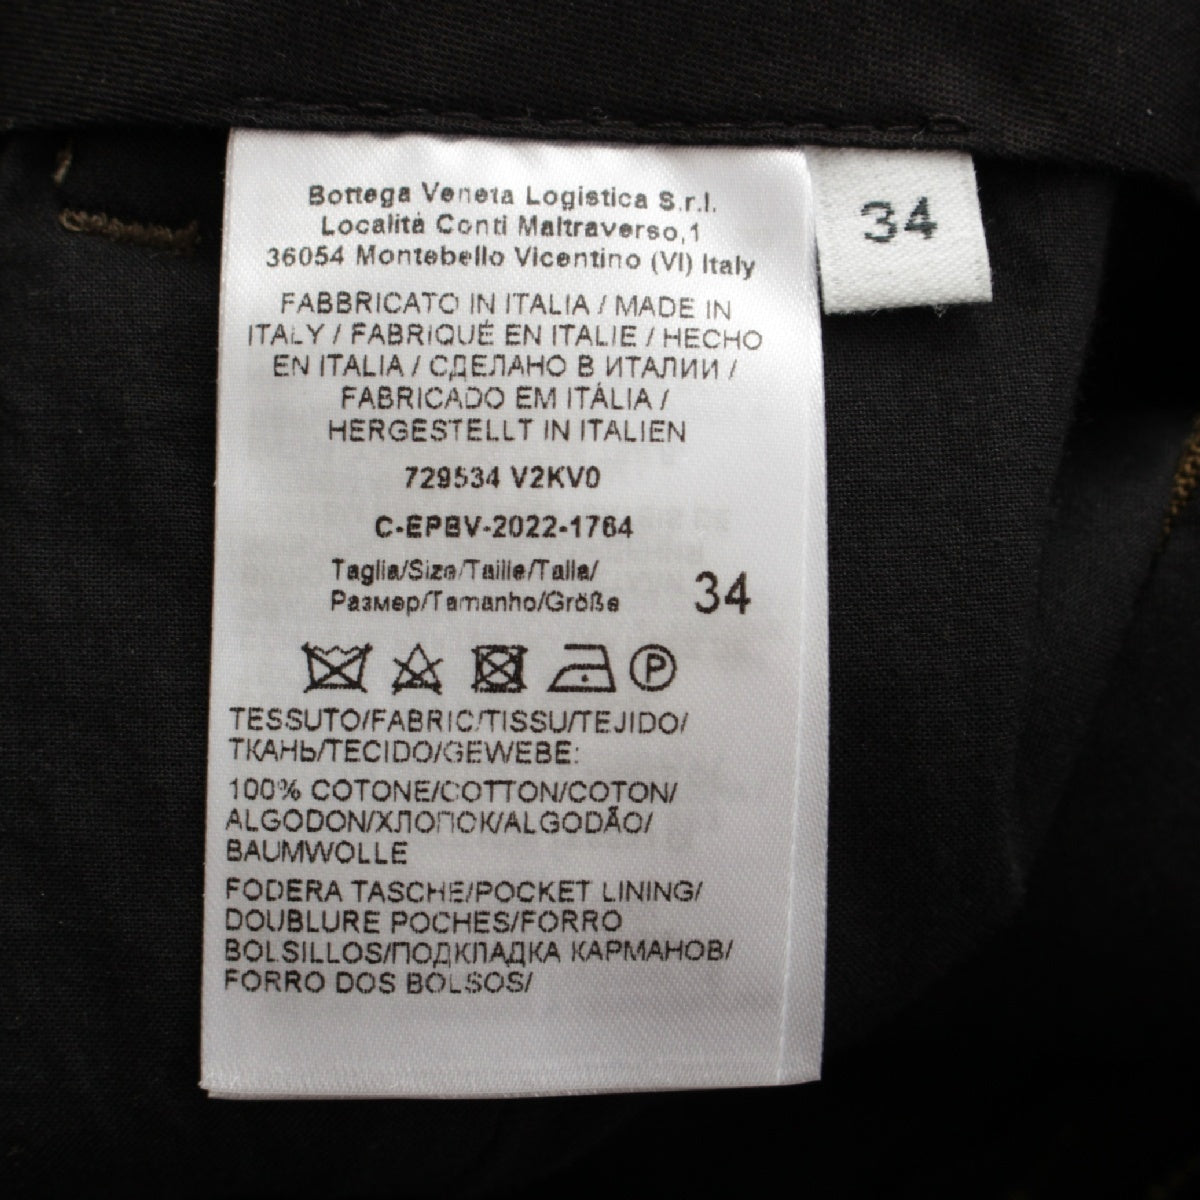 Bottega Veneta Logistica S.r.l.
Località Conti Maltraverso,1
36054 Montebello Vicentino (VI) Italy
34
FABBRICATO IN ITALIA / MADE IN
ITALY / FABRIQUÉ EN ITALIE / HECHO
EN ITALIA / СДЕЛАНО В ИТАЛИИ /
FABRICADO EM ITÁLIA /
HERGESTELLT IN ITALIEN
729534 V2KV0
C-EPBV-2022-1764
Taglia/Size/Taille/Talla/
Размер/Tamanho/Größe 34
P
TESSUTO/FABRIC/TISSU/TEJIDO/
ТКАНЬ/TECIDO/GEWEBE:
100% COTONE/COTTON/COTON/
ALGODON/ХЛОПОК/ALGODÃO/
BAUMWOLLE
FODERA TASCHE/POCKET LINING/
DOUBLURE POCHES/FORRO
BOLSILLOS/ПОДКЛАДКА КАРМАНОВ/
FORRO DOS BOLSOS/